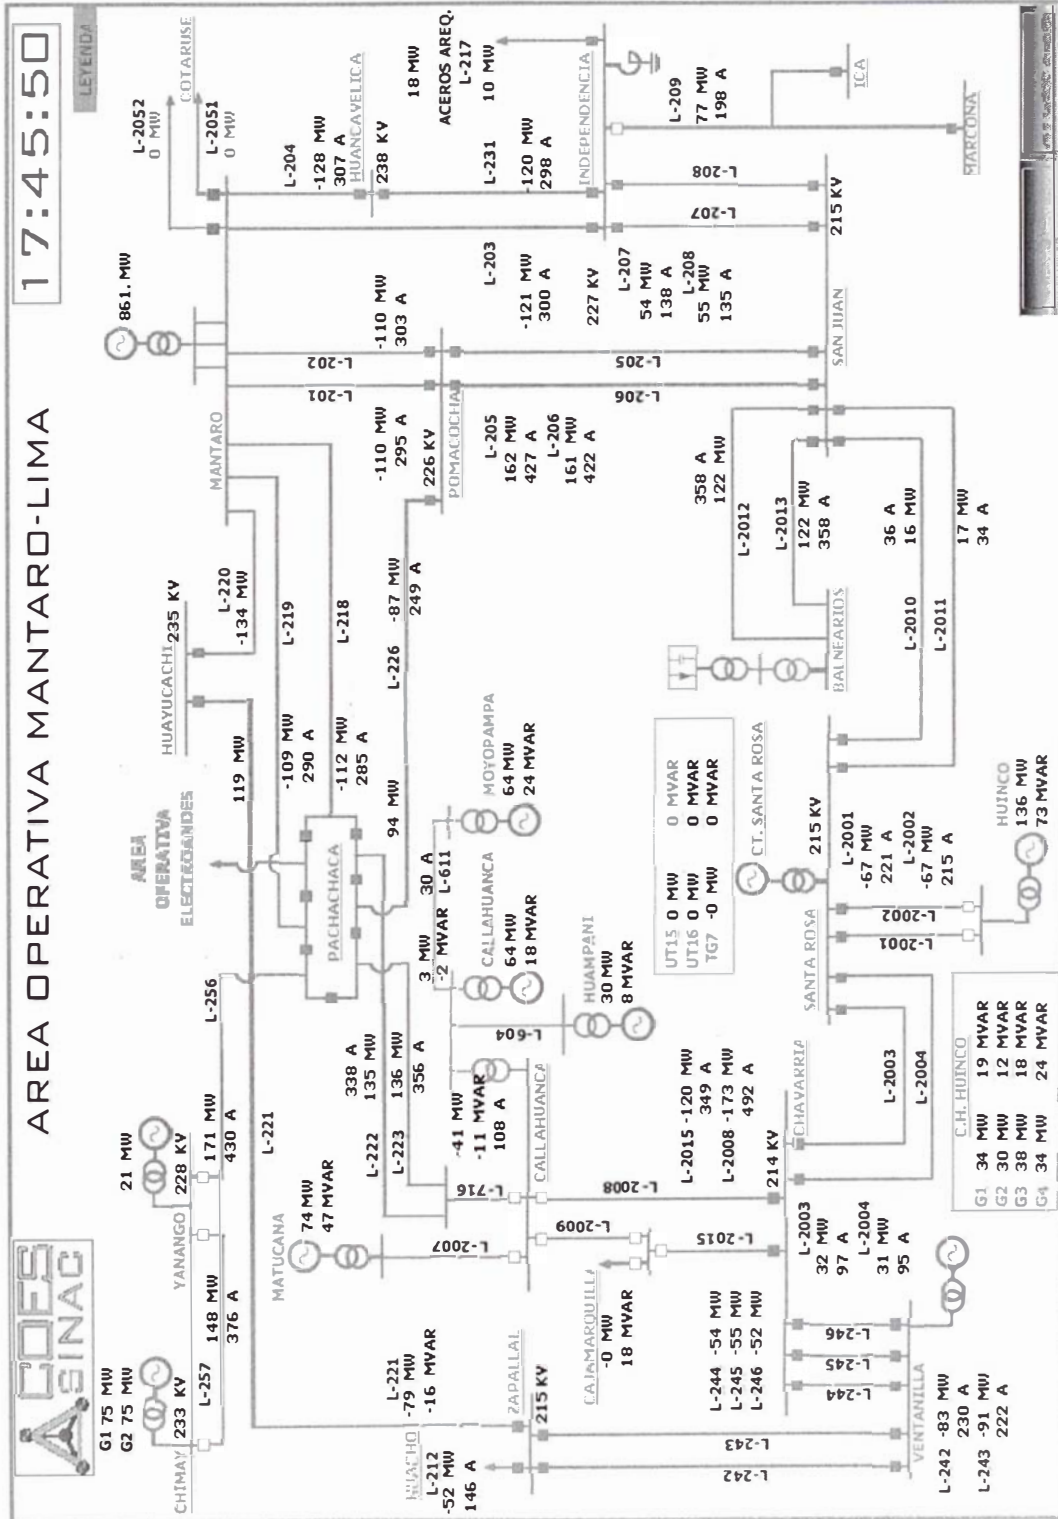 AREA OPERATIVA MANTARO-LIMA
17:45:50
LEYENDA
COES
SINAC
G1 75 MW
G2 75 MW
CHIMAY
233 KV
L-257
148 MW
376 A
YANANGO
21 MW
228 KV
171 MW
430 A
L-256
L-221
AREA
OPERATIVA
ELECTROANDES
HUAYUCACHI
235 KV
119 MW
L-220
-134 MW
L-219
-109 MW
290 A
L-218
-112 MW
285 A
MANTARO
861. MW
L-2052
0 MW
COTARUSE
L-2051
0 MW
L-204
-128 MW
307 A
HUANCAVELICA
238 KV
18 MW
ACEROS AREQ.
L-217
10 MW
L-231
-120 MW
298 A
INDEPENDENCIA
L-209
77 MW
198 A
ICA
MARCONA
L-203
-121 MW
300 A
227 KV
L-207
54 MW
138 A
L-208
55 MW
135 A
L-207
L-208
215 KV
SAN JUAN
L-201
L-202
-110 MW
303 A
-110 MW
295 A
226 KV
POMACOCHA
L-205
162 MW
427 A
L-206
161 MW
422 A
L-205
L-206
PACHACHACA
94 MW
L-226
-87 MW
249 A
MATUCANA
74 MW
47 MVAR
L-2007
L-222
L-223
338 A
135 MW
136 MW
356 A
L-716
-41 MW
-11 MVAR
108 A
CALLAHUANCA
3 MW
-2 MVAR
30 A
L-611
MOYOPAMPA
64 MW
24 MVAR
CALLAHUANCA
64 MW
18 MVAR
L-604
HUAMPANI
30 MW
8 MVAR
UT15 0 MW 0 MVAR
UT16 0 MW 0 MVAR
TG7 -0 MW 0 MVAR
BALNEARIOS
358 A
122 MW
L-2012
L-2013
122 MW
358 A
36 A
16 MW
L-2010
L-2011
17 MW
34 A
CT. SANTA ROSA
215 KV
SANTA ROSA
L-2001
-67 MW
221 A
L-2002
-67 MW
215 A
L-2001
L-2002
HUINCO
136 MW
73 MVAR
C.H. HUINCO
G1 34 MW 19 MVAR
G2 30 MW 12 MVAR
G3 38 MW 18 MVAR
G4 34 MW 24 MVAR
L-2003
L-2004
CHAVARRIA
214 KV
L-2015 -120 MW
349 A
L-2008 -173 MW
492 A
L-2008
L-2009
L-2015
CAJAMARQUILLA
-0 MW
18 MVAR
L-2003
32 MW
97 A
L-2004
31 MW
95 A
L-244 -54 MW
L-245 -55 MW
L-246 -52 MW
L-244
L-245
L-246
L-221
-79 MW
-16 MVAR
ZAPALLAL
215 KV
HUACHO
L-212
-52 MW
146 A
L-242
L-243
VENTANILLA
L-242 -83 MW
230 A
L-243 -91 MW
222 A